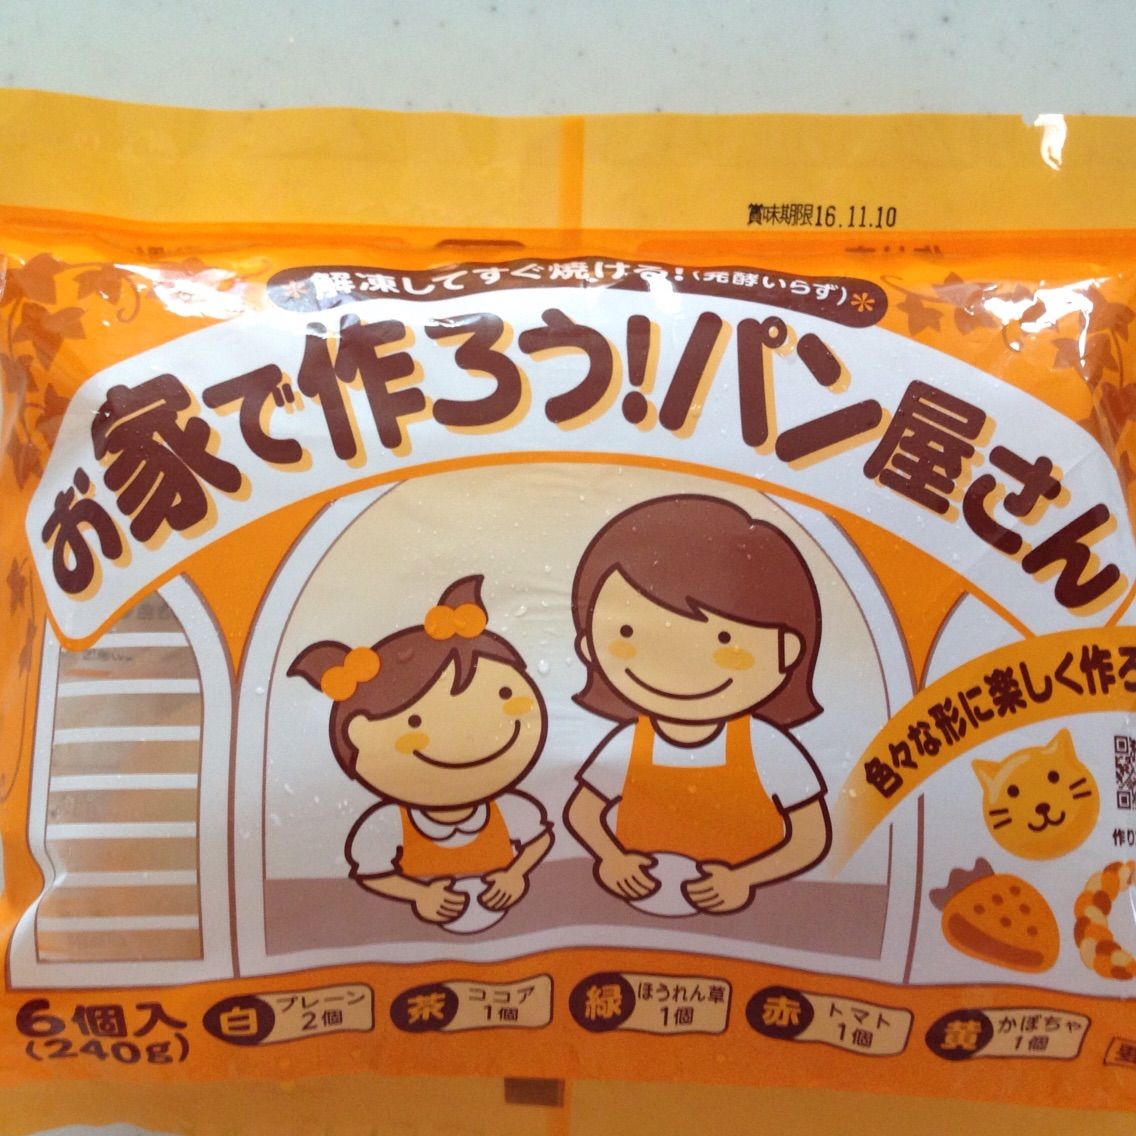 賞味期限16.11.10
＊解凍してすぐ焼ける!(発酵いらず)＊
お家で作ろう!パン屋さん
色々な形に楽しく作ろ
作り
6個入
(240g)
白 プレーン
2個
茶 ココア
1個
緑 ほうれん草
1個
赤 トマト
1個
黄 かぼちゃ
1個